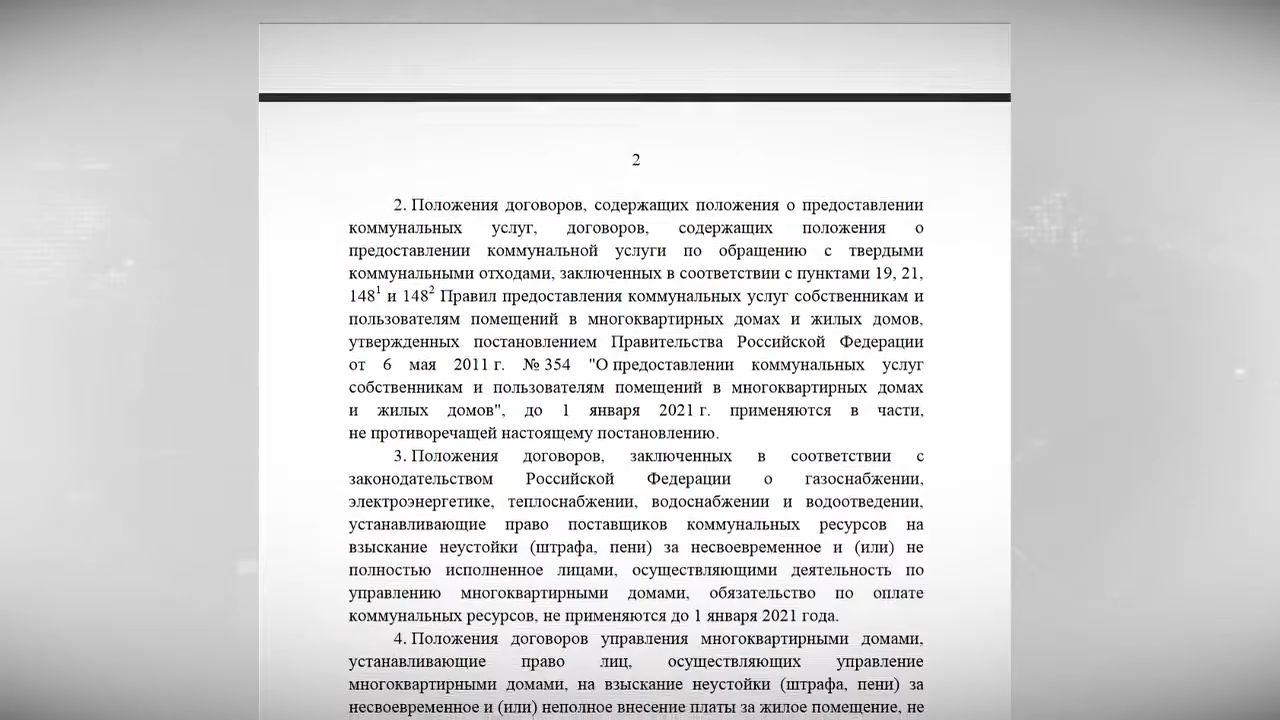 2
2. Положения договоров, содержащих положения о предоставлении
коммунальных услуг, договоров, содержащих положения о
предоставлении коммунальной услуги по обращению с твердыми
коммунальными отходами, заключенных в соответствии с пунктами 19, 21,
148¹ и 148² Правил предоставления коммунальных услуг собственникам и
пользователям помещений в многоквартирных домах и жилых домов,
утвержденных постановлением Правительства Российской Федерации
от 6 мая 2011 г. № 354 "О предоставлении коммунальных услуг
собственникам и пользователям помещений в многоквартирных домах
и жилых домов", до 1 января 2021 г. применяются в части,
не противоречащей настоящему постановлению.
3. Положения договоров, заключенных в соответствии с
законодательством Российской Федерации о газоснабжении,
электроэнергетике, теплоснабжении, водоснабжении и водоотведении,
устанавливающие право поставщиков коммунальных ресурсов на
взыскание неустойки (штрафа, пени) за несвоевременное и (или) не
полностью исполненное лицами, осуществляющими деятельность по
управлению многоквартирными домами, обязательство по оплате
коммунальных ресурсов, не применяются до 1 января 2021 года.
4. Положения договоров управления многоквартирными домами,
устанавливающие право лиц, осуществляющих управление
многоквартирными домами, на взыскание неустойки (штрафа, пени) за
несвоевременное и (или) неполное внесение платы за жилое помещение, не